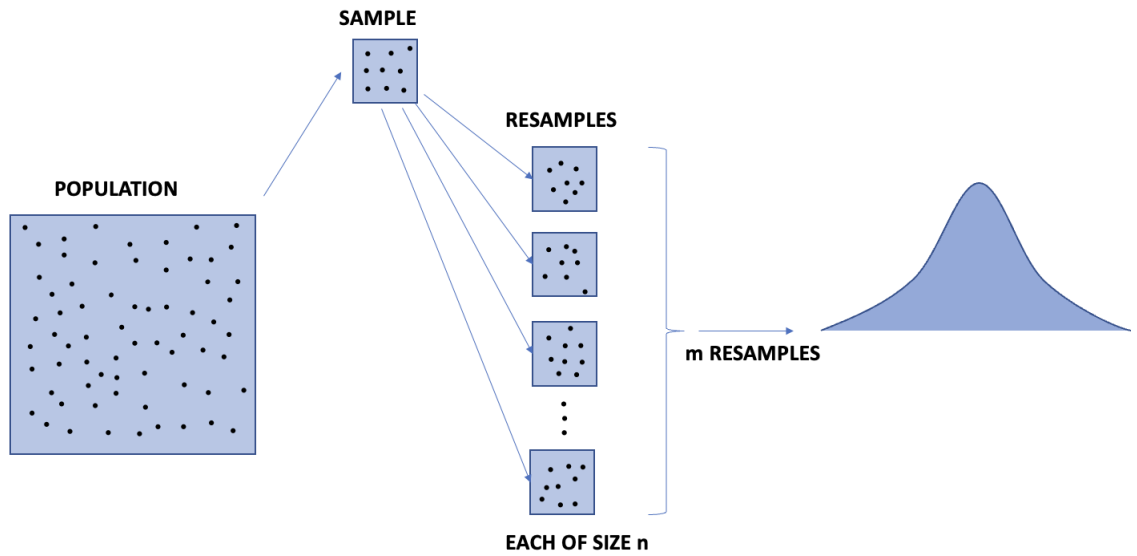 SAMPLE
RESAMPLES
POPULATION
m RESAMPLES
EACH OF SIZE n